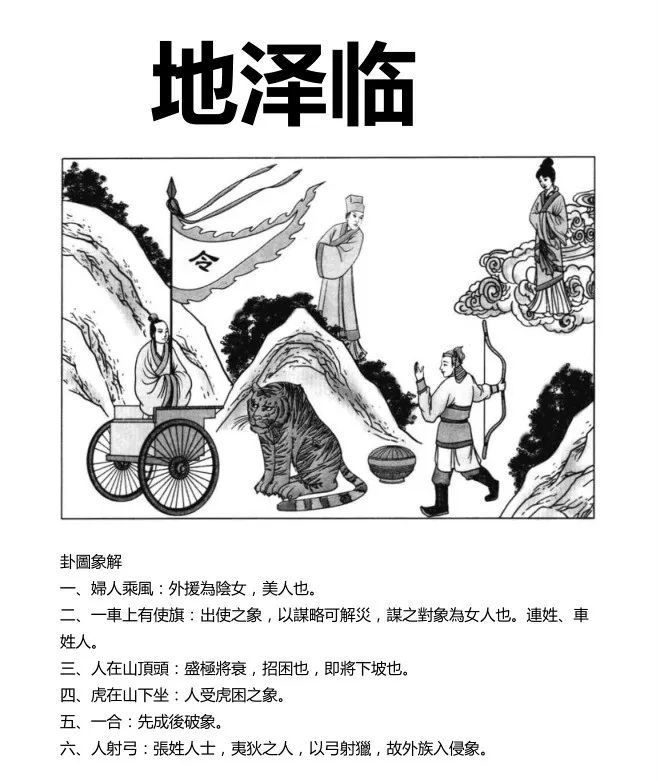 地泽临
令
卦圖象解
一、婦人乘風：外援為陰女，美人也。
二、一車上有使旗：出使之象，以謀略可解災，謀之對象為女人也。連姓、車
姓人。
三、人在山頂頭：盛極將衰，招困也，即將下坡也。
四、虎在山下坐：人受虎困之象。
五、一合：先成後破象。
六、人射弓：張姓人士，夷狄之人，以弓射獵，故外族入侵象。